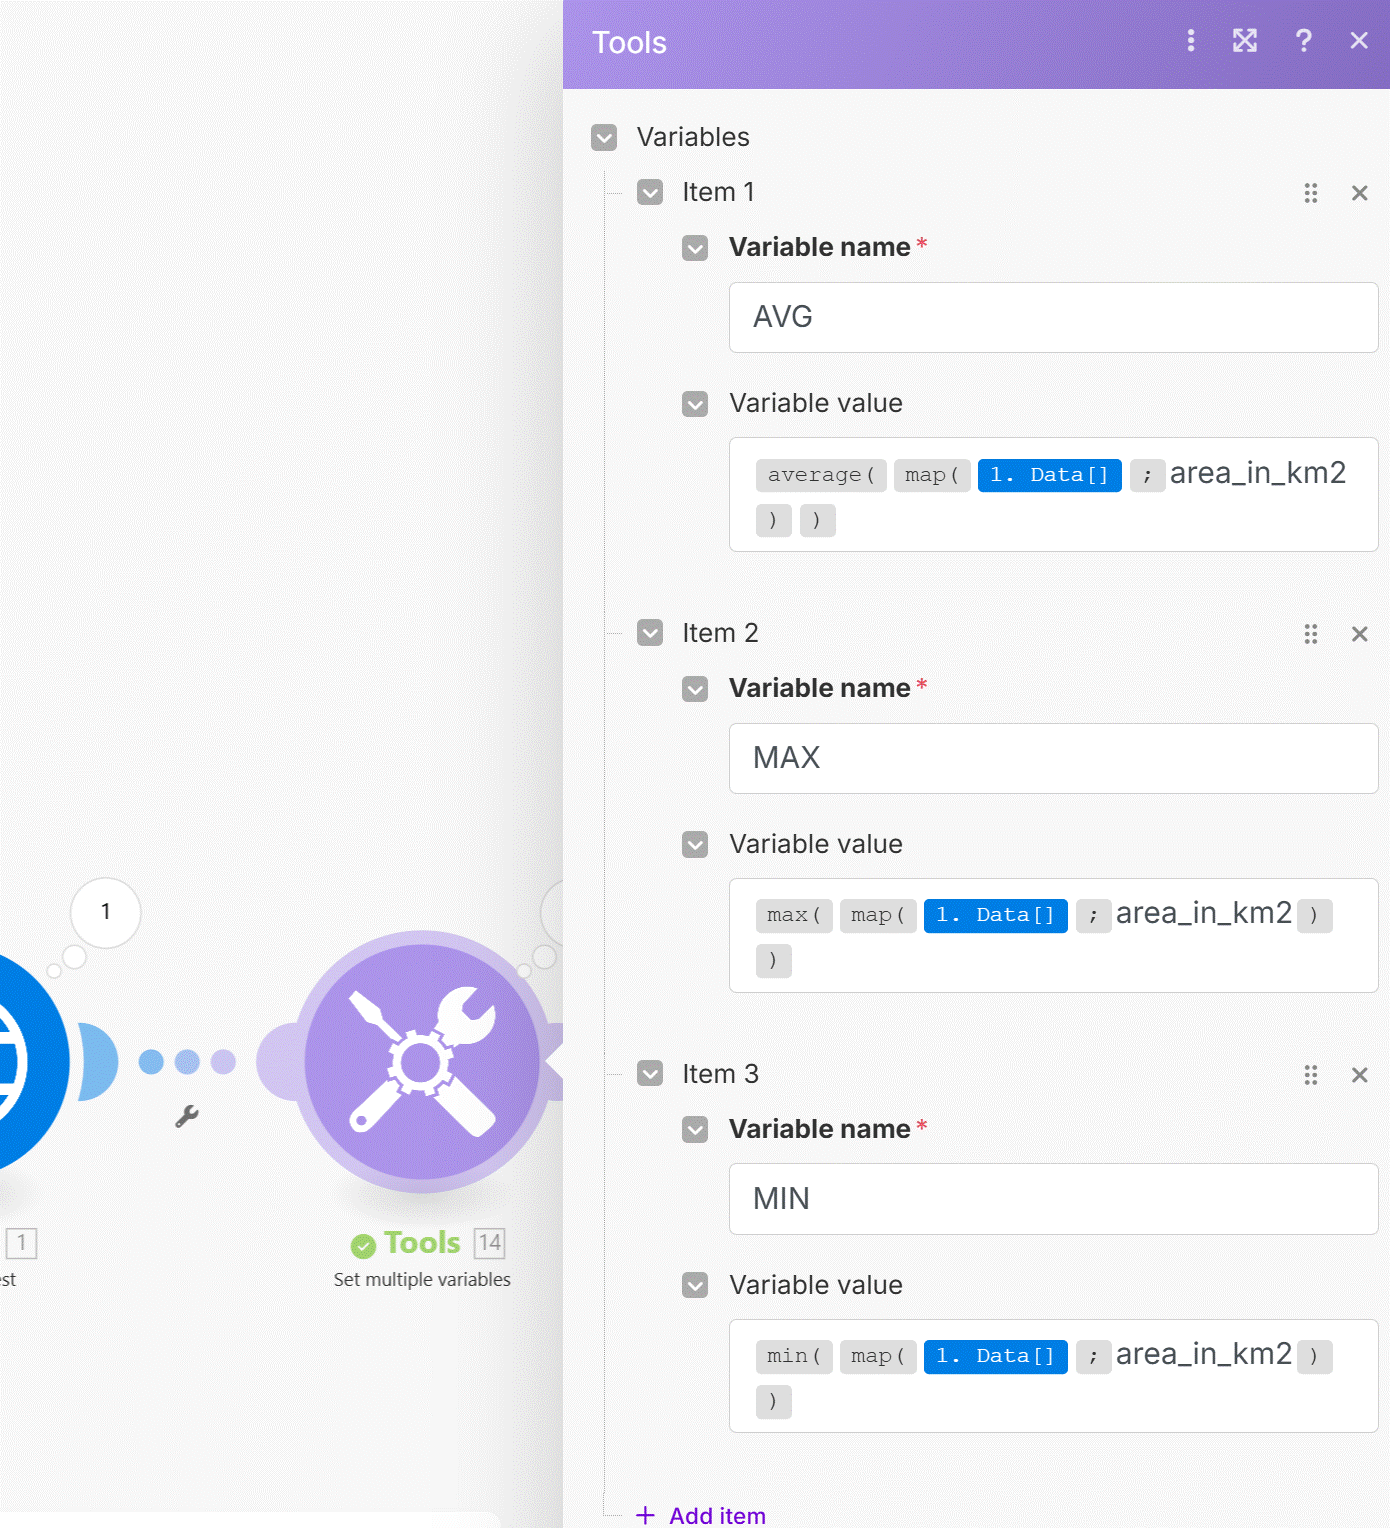 Tools
?
Variables
Item 1
Variable name *
AVG
Variable value
average( map( 1. Data[] ; area_in_km2
) )
Item 2
Variable name *
MAX
Variable value
max( map( 1. Data[] ; area_in_km2 )
)
Item 3
Variable name *
MIN
Variable value
min( map( 1. Data[] ; area_in_km2 )
)
+ Add item
1
1
est
Tools 14
Set multiple variables